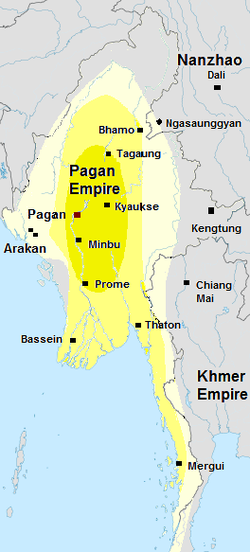 Nanzhao
Dali
Ngasaunggyan
Bhamo
Tagaung
Pagan
Empire
Kyaukse
Pagan
Kengtung
Minbu
Arakan
Chiang
Mai
Prome
Thaton
Bassein
Khmer
Empire
Mergui